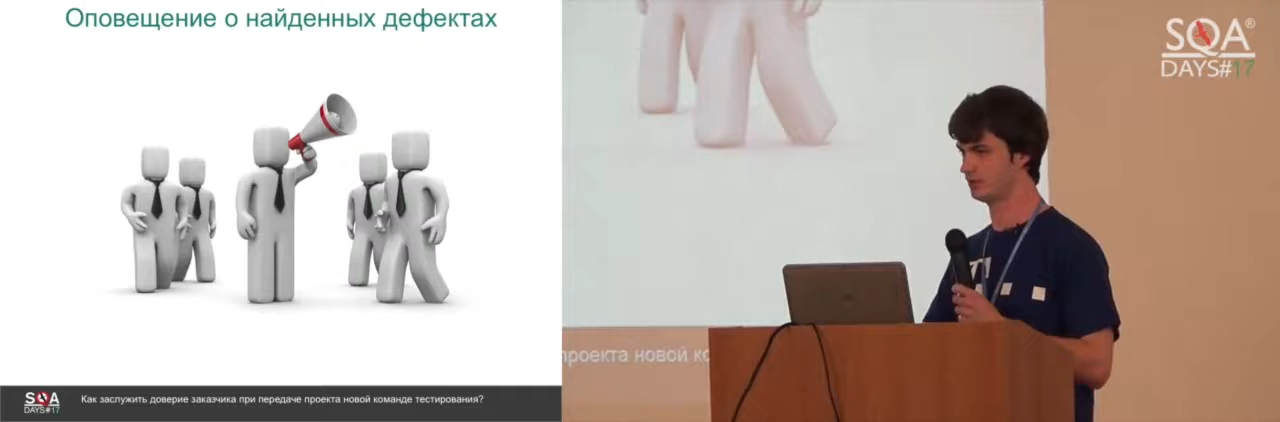 Оповещение о найденных дефектах
SQA
DAYS#17
Как заслужить доверие заказчика при передаче проекта новой команде тестирования?
проекта новой ко
SQA®
DAYS#17